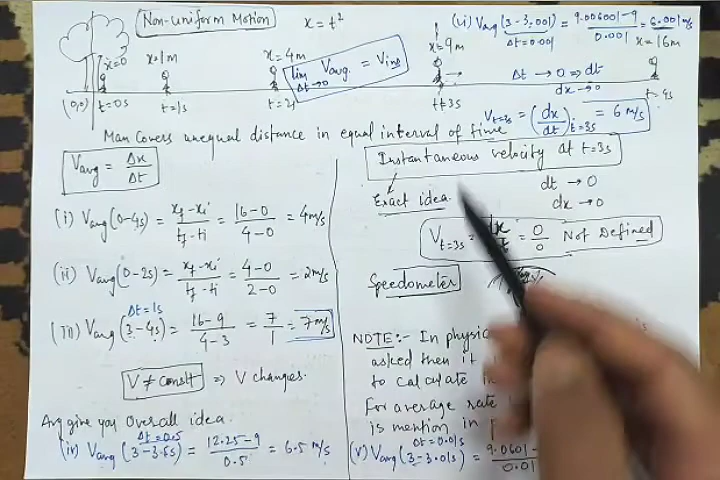 Non-uniform Motion x = t²
(vi) Vavg (3-3.001) = 9.006001-9 / 0.001 = 6.001 m/s
Δt = 0.001
x=0 x=1m x=4m x=9m x=16m
lim Δt→0 Vavg. = Vins
Δt → 0 ⇒ dt
dx → 0
(0,0) t=0s t=1s t=2s t=3s t=4s
Vt=3s = (dx/dt)t=3s = 6 m/s
Man covers unequal distance in equal interval of time
Vavg = Δx/Δt
(i) Vavg (0-4s) = xf-xi / tf-ti = 16-0 / 4-0 = 4m/s
(ii) Vavg (0-2s) = xf-xi / tf-ti = 4-0 / 2-0 = 2m/s
Δt = 1s
(iii) Vavg (3-4s) = 16-9 / 4-3 = 7/1 = 7m/s
V ≠ constt ⇒ V changes.
Avg give you overall idea.
Δt=0.5
(iv) Vavg (3-3.5s) = 12.25-9 / 0.5 = 6.5 m/s
Instantaneous velocity at t=3s
Exact idea.
dt → 0
dx → 0
Vt=3s = = 0/0 Not Defined
Speedometer
NOTE:- In
asked then it
to calculate
For average rate
is mention in
Δt = 0.01s
(v) Vavg (3-3.01s) = 9.0601- / 0.01